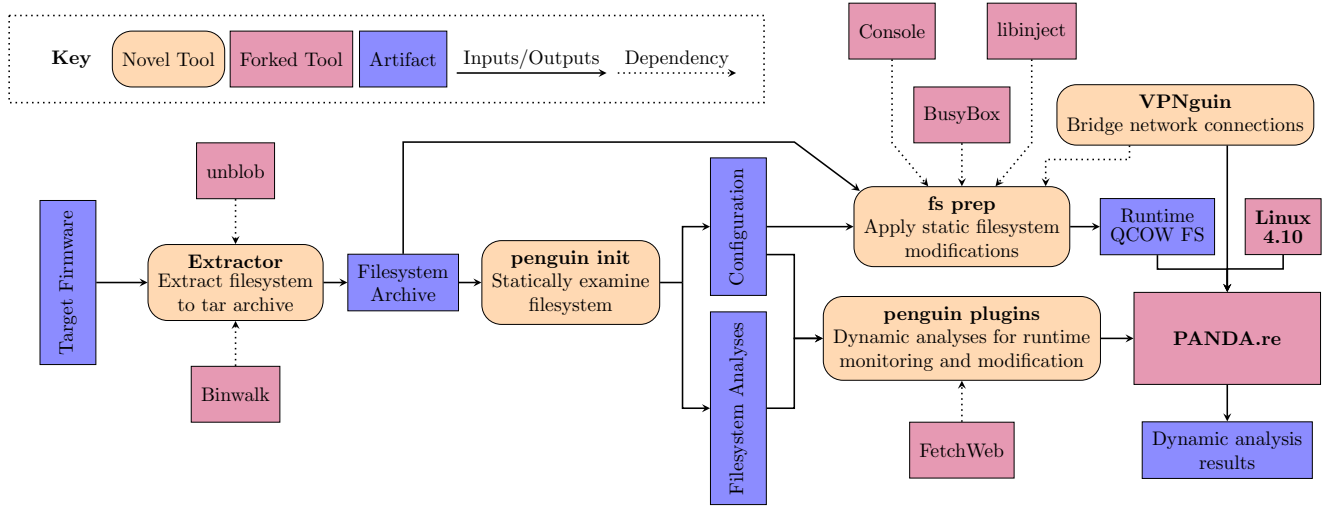 Key
Novel Tool
Forked Tool
Artifact
Inputs/Outputs
Dependency
Console
libinject
BusyBox
VPNguin
Bridge network connections
unblob
Target Firmware
Extractor
Extract filesystem
to tar archive
Binwalk
Filesystem
Archive
penguin init
Statically examine
filesystem
Configuration
Filesystem Analyses
fs prep
Apply static filesystem
modifications
Runtime
QCOW FS
Linux
4.10
penguin plugins
Dynamic analyses for runtime
monitoring and modification
PANDA.re
FetchWeb
Dynamic analysis
results